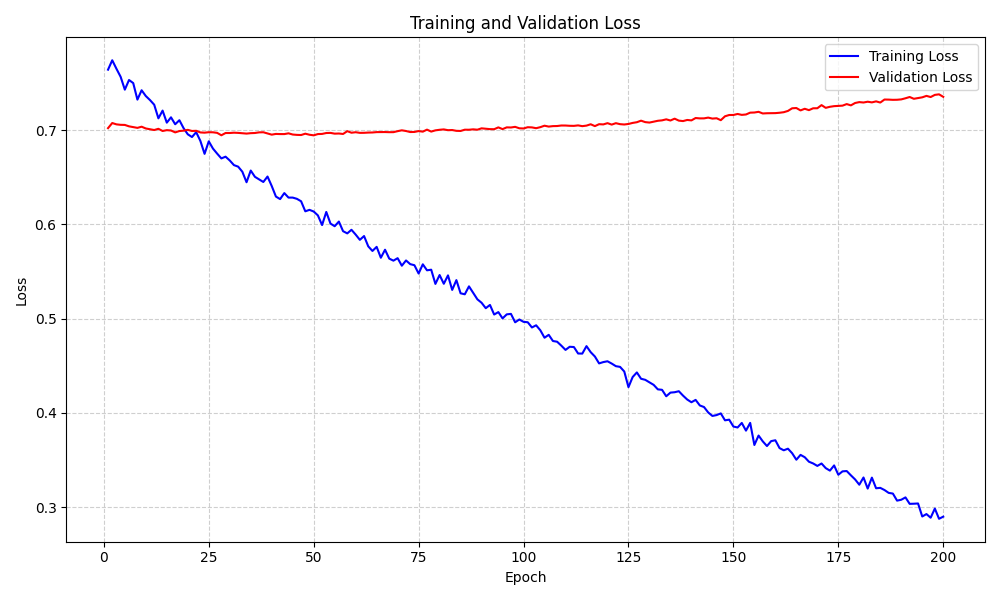 Training and Validation Loss
Training Loss
Validation Loss
Loss
0.7
0.6
0.5
0.4
0.3
0 25 50 75 100 125 150 175 200
Epoch